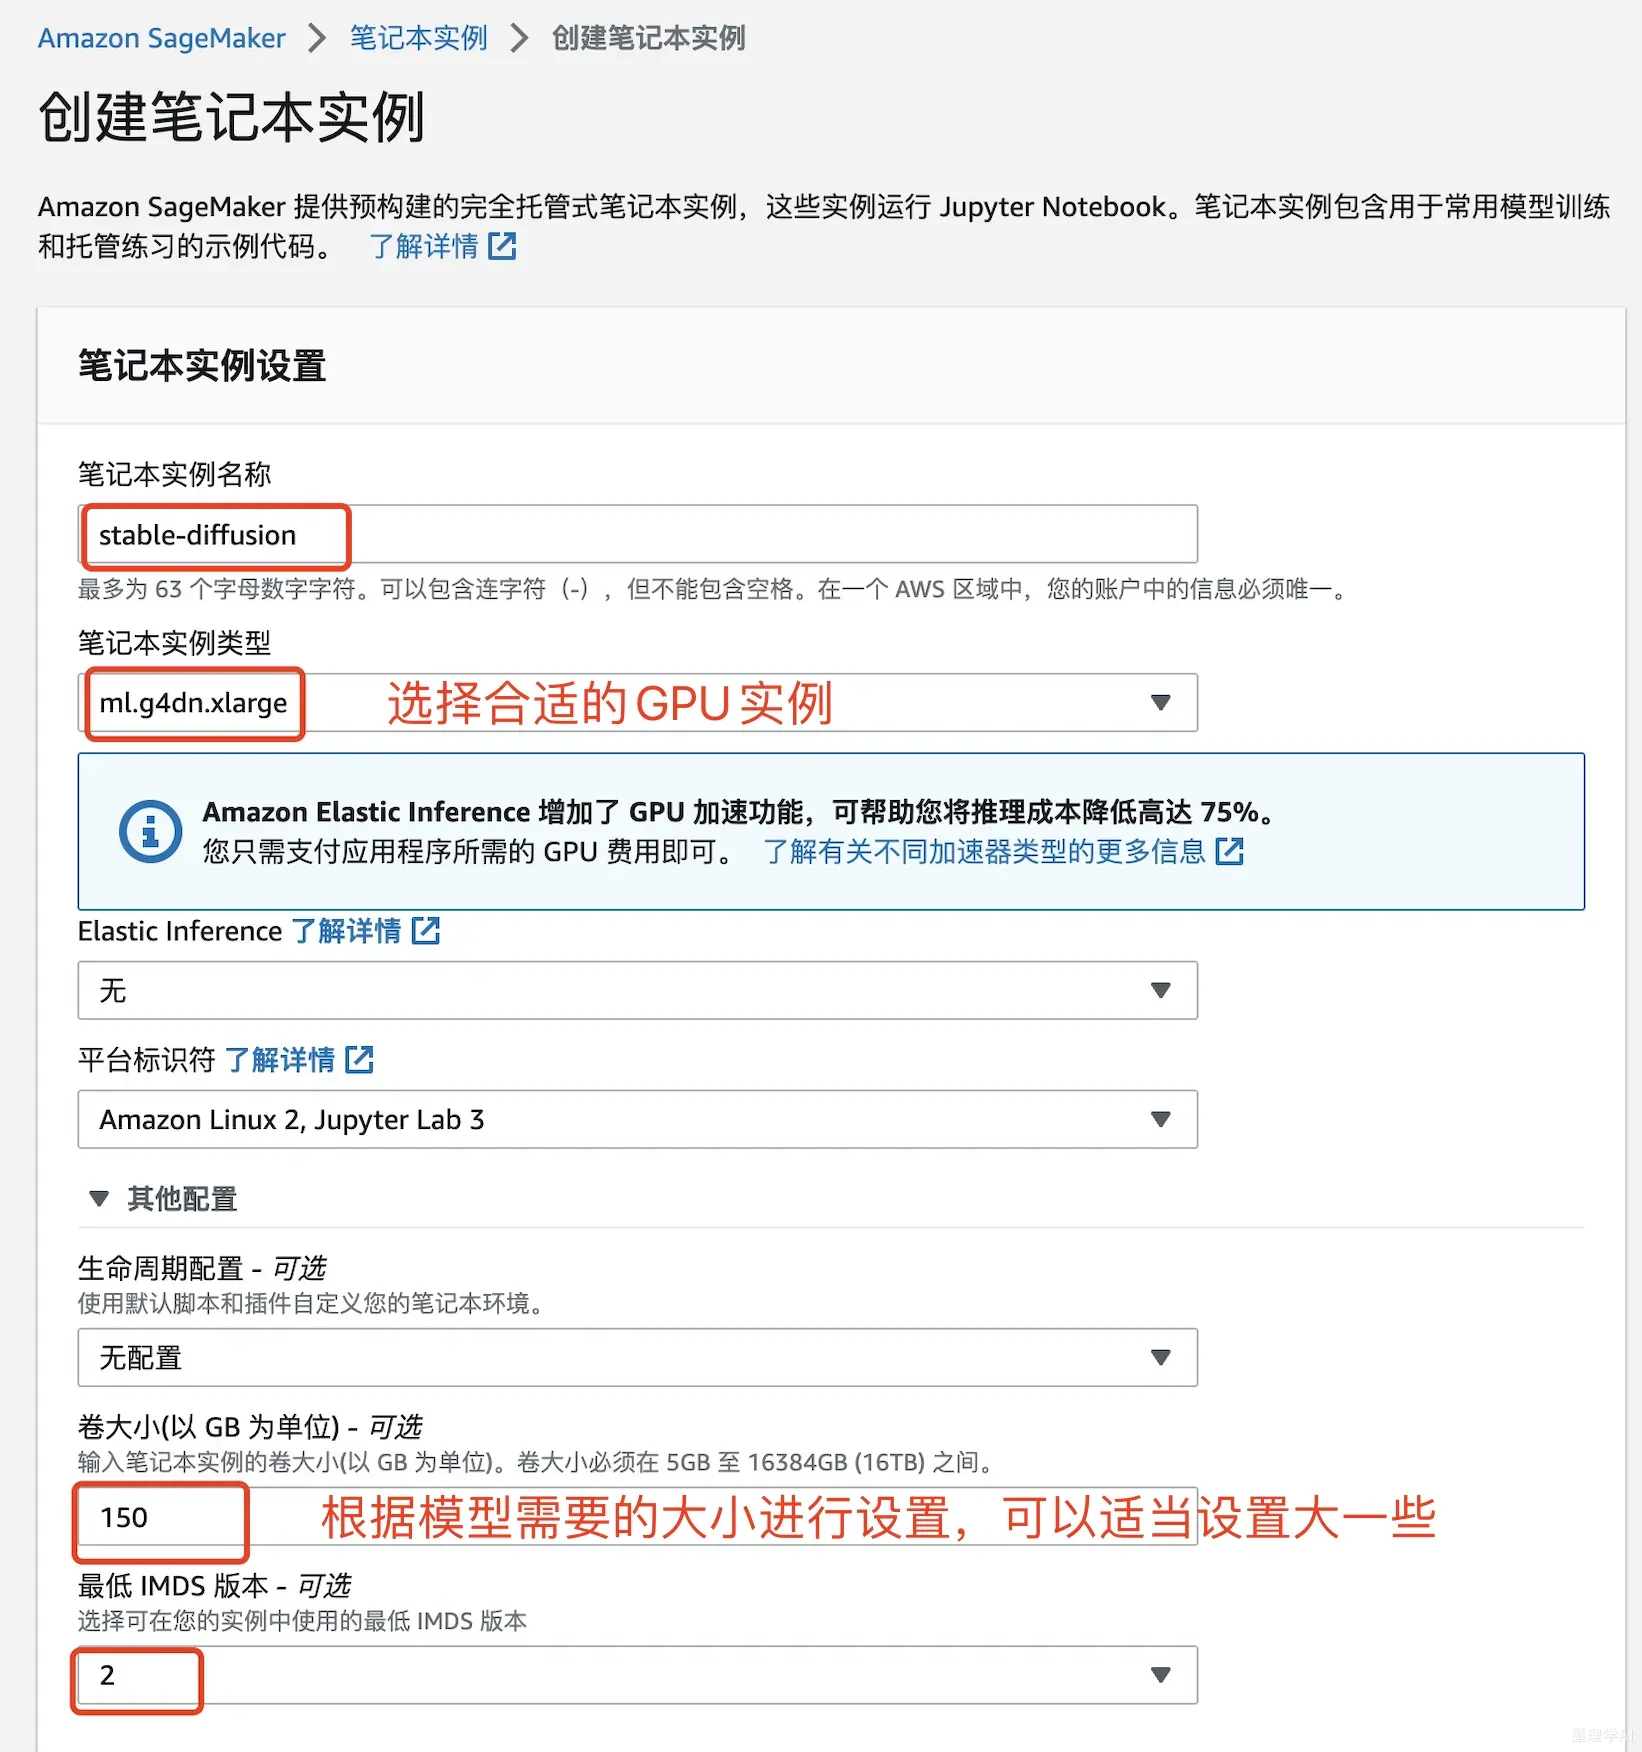 Amazon SageMaker > 笔记本实例 > 创建笔记本实例
创建笔记本实例
Amazon SageMaker 提供预构建的完全托管式笔记本实例，这些实例运行 Jupyter Notebook。笔记本实例包含用于常用模型训练
和托管练习的示例代码。 了解详情
笔记本实例设置
笔记本实例名称
stable-diffusion
最多为 63 个字母数字字符。可以包含连字符（-），但不能包含空格。在一个 AWS 区域中，您的账户中的信息必须唯一。
笔记本实例类型
ml.g4dn.xlarge 选择合适的GPU实例
Amazon Elastic Inference 增加了 GPU 加速功能，可帮助您将推理成本降低高达 75%。
您只需支付应用程序所需的 GPU 费用即可。 了解有关不同加速器类型的更多信息
Elastic Inference 了解详情
无
平台标识符 了解详情
Amazon Linux 2, Jupyter Lab 3
其他配置
生命周期配置 - 可选
使用默认脚本和插件自定义您的笔记本环境。
无配置
卷大小(以 GB 为单位) - 可选
输入笔记本实例的卷大小(以 GB 为单位)。卷大小必须在 5GB 至 16384GB (16TB) 之间。
150 根据模型需要的大小进行设置，可以适当设置大一些
最低 IMDS 版本 - 可选
选择可在您的实例中使用的最低 IMDS 版本
2
墨理学AI